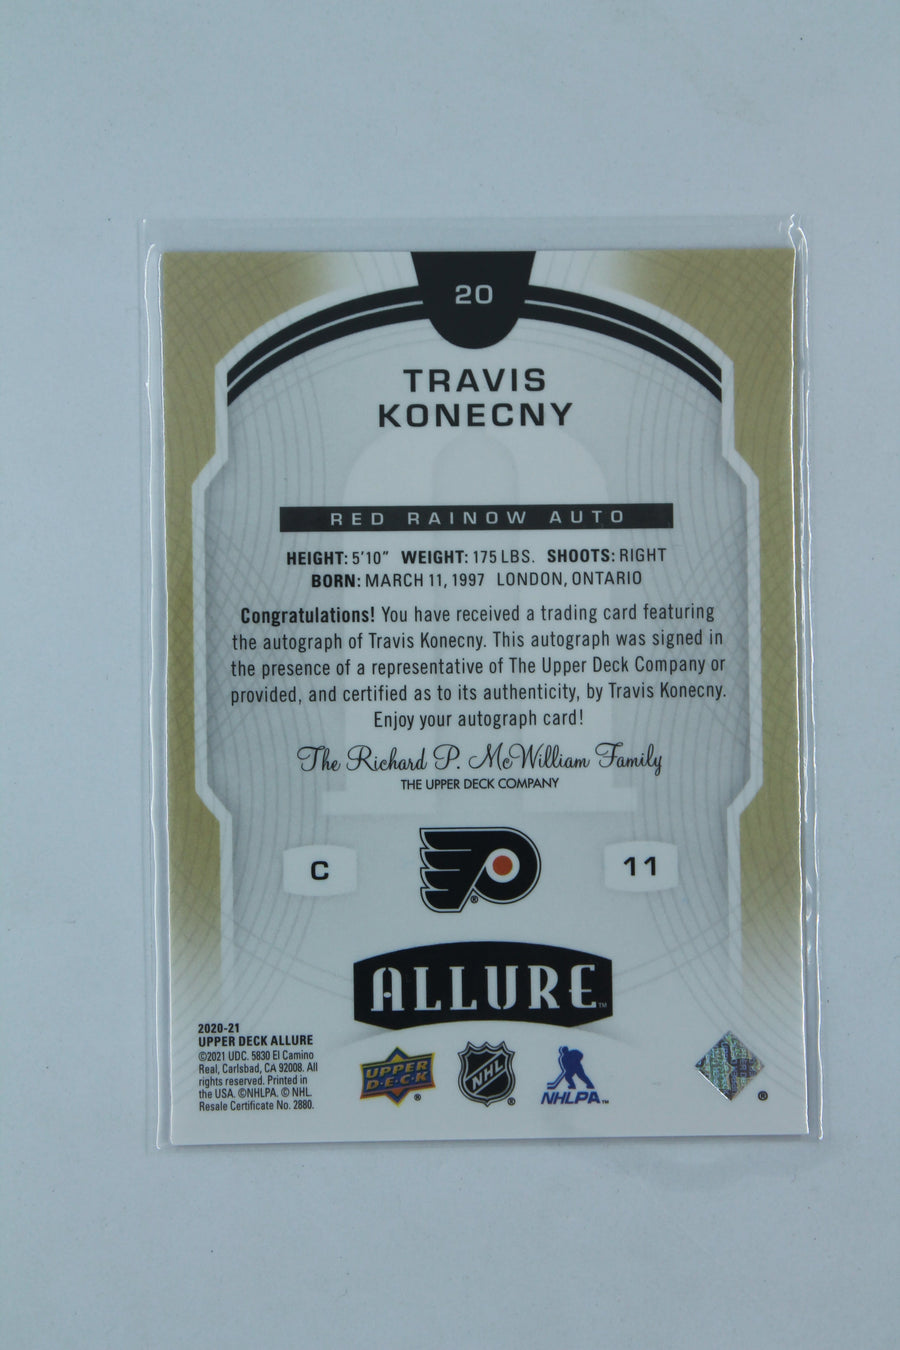 20
TRAVIS
KONECNY
RED RAINOW AUTO
HEIGHT: 5'10" WEIGHT: 175 LBS. SHOOTS: RIGHT
BORN: MARCH 11, 1997 LONDON, ONTARIO
Congratulations! You have received a trading card featuring
the autograph of Travis Konecny. This autograph was signed in
the presence of a representative of The Upper Deck Company or
provided, and certified as to its authenticity, by Travis Konecny.
Enjoy your autograph card!
The Richard P. McWilliam Family
THE UPPER DECK COMPANY
C
11
®
ALLURE™
2020-21
UPPER DECK ALLURE
©2021 UDC. 5830 El Camino
Real, Carlsbad, CA 92008. All
rights reserved. Printed in
the USA. ©NHLPA. © NHL.
Resale Certificate No. 2880.
UPPER
D·E·C·K®
NHL®
NHLPA™
®